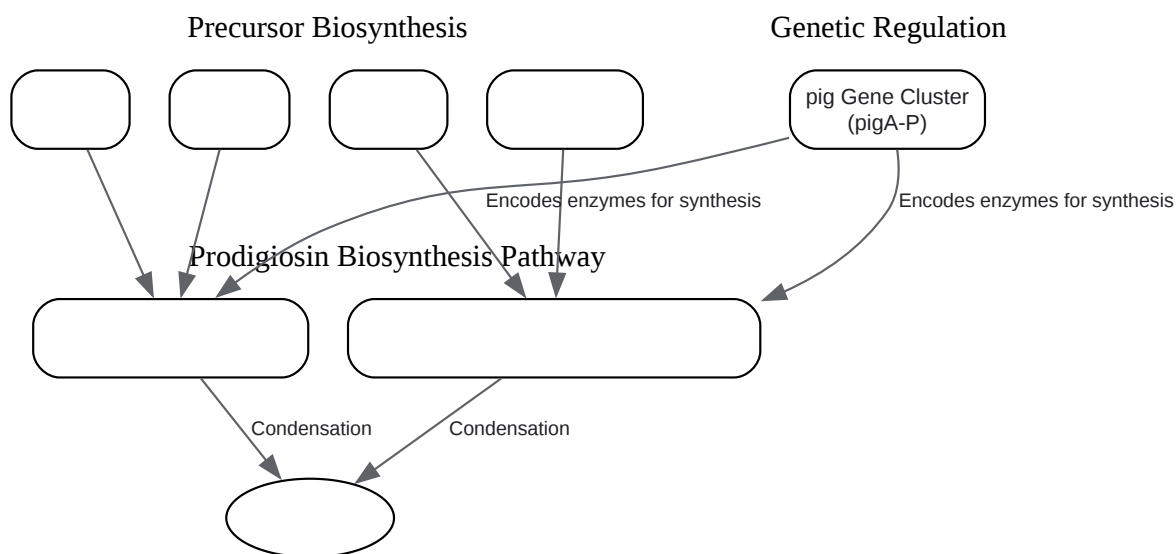 Precursor Biosynthesis
Genetic Regulation
pig Gene Cluster
(pigA-P)
Encodes enzymes for synthesis
Encodes enzymes for synthesis
Prodigiosin Biosynthesis Pathway
Condensation
Condensation